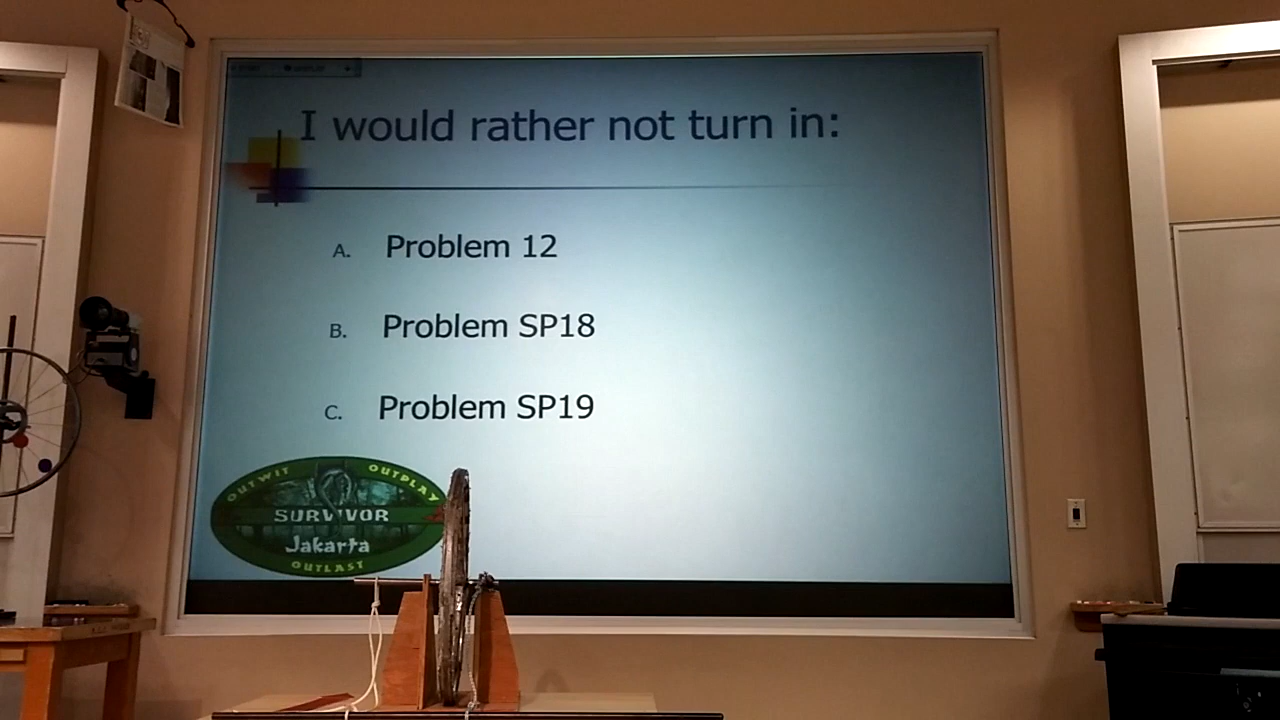 I would rather not turn in:
A. Problem 12
B. Problem SP18
C. Problem SP19
OUTWIT OUTPLAY
SURVIVOR
Jakarta
OUTLAST